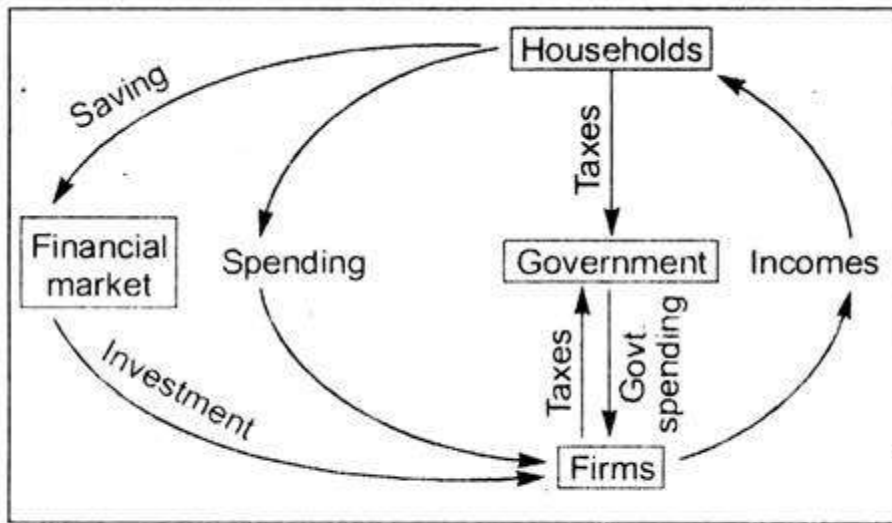 Households
Saving
Taxes
Financial
market
Spending
Government
Incomes
Investment
Taxes
Govt.
spending
Firms